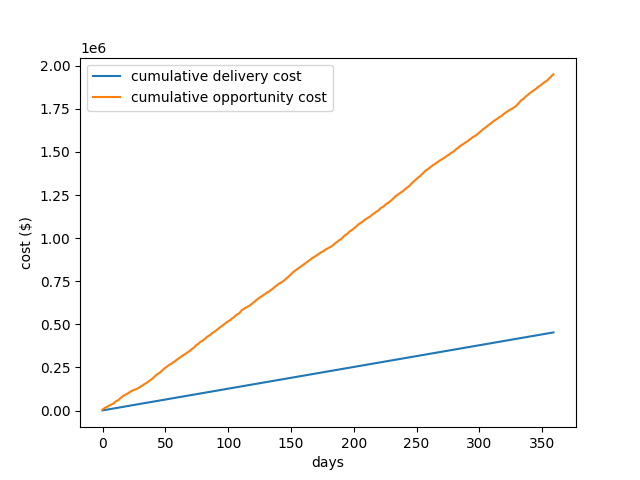 1e6
cumulative delivery cost
cumulative opportunity cost
2.00
1.75
1.50
1.25
1.00
0.75
0.50
0.25
0.00
cost ($)
0 50 100 150 200 250 300 350
days